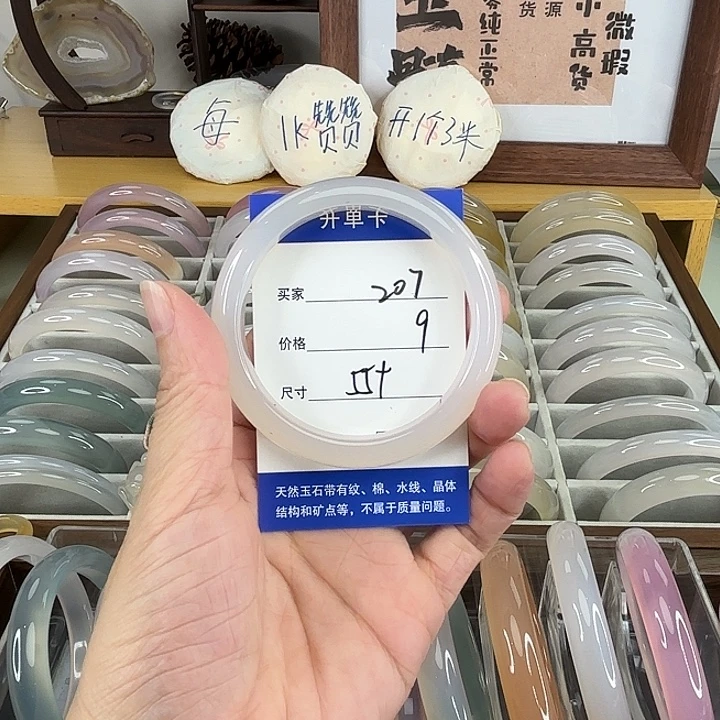 微瑕
小高货
货源
零纯正常
每
1k赞赞
开1个3米
开单卡
买家 207
价格 9
尺寸 55+
天然玉石带有纹、棉、水线、晶体
结构和矿点等，不属于质量问题。